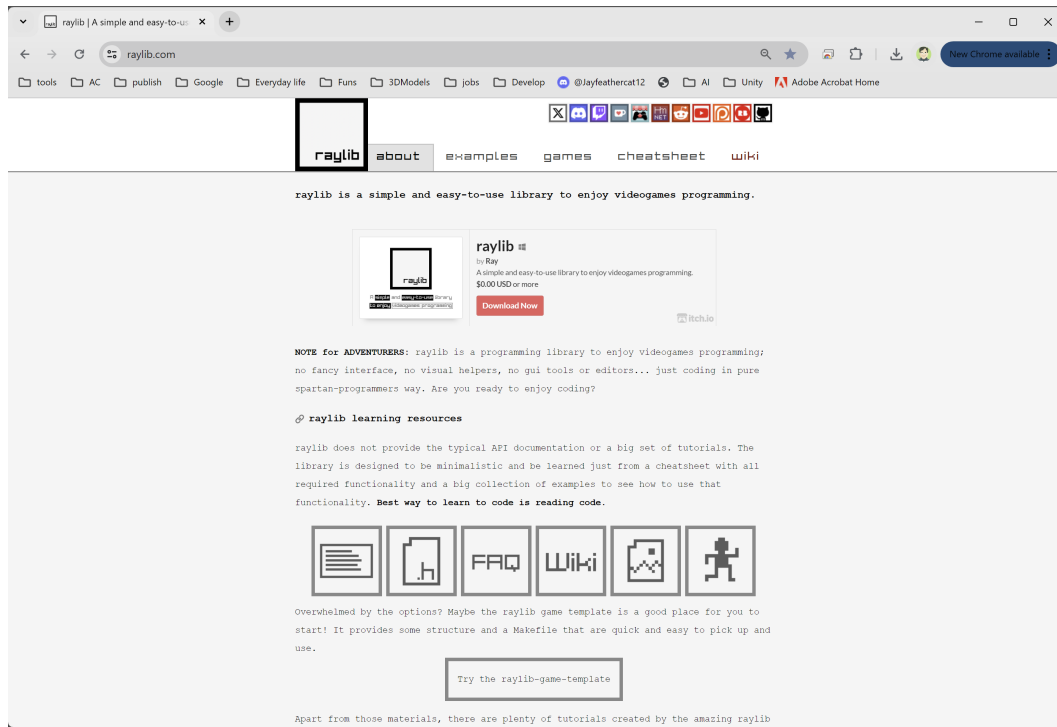 raylib | A simple and easy-to-us
raylib.com
New Chrome available
tools AC publish Google Everyday life Funs 3DModels jobs Develop @Jayfeathercat12 AI Unity Adobe Acrobat Home
raylib about examples games cheatsheet wiki
raylib is a simple and easy-to-use library to enjoy videogames programming.
raylib
A simple and easy-to-use library
to enjoy videogames programming
raylib
by Ray
A simple and easy-to-use library to enjoy videogames programming.
$0.00 USD or more
Download Now
itch.io
NOTE for ADVENTURERS: raylib is a programming library to enjoy videogames programming;
no fancy interface, no visual helpers, no gui tools or editors... just coding in pure
spartan-programmers way. Are you ready to enjoy coding?
raylib learning resources
raylib does not provide the typical API documentation or a big set of tutorials. The
library is designed to be minimalistic and be learned just from a cheatsheet with all
required functionality and a big collection of examples to see how to use that
functionality. Best way to learn to code is reading code.
.h FAQ Wiki
Overwhelmed by the options? Maybe the raylib game template is a good place for you to
start! It provides some structure and a Makefile that are quick and easy to pick up and
use.
Try the raylib-game-template
Apart from those materials, there are plenty of tutorials created by the amazing raylib